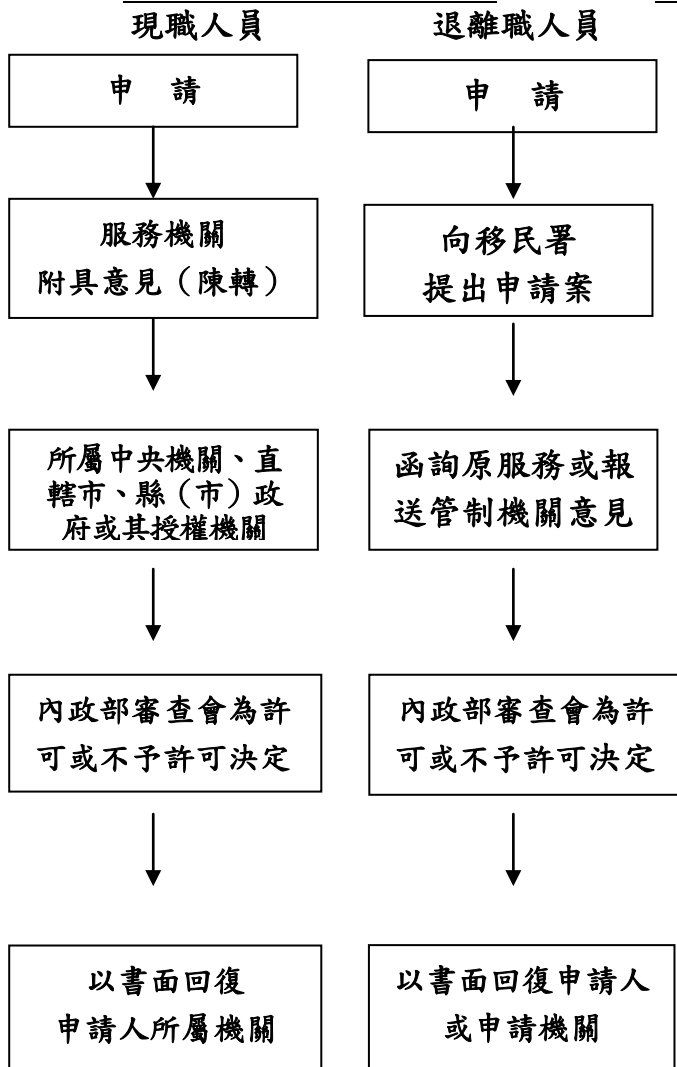 現職人員
申 請
服務機關
附具意見（陳轉）
所屬中央機關、直
轄市、縣（市）政
府或其授權機關
內政部審查會為許
可或不予許可決定
以書面回復
申請人所屬機關
退離職人員
申 請
向移民署
提出申請案
函詢原服務或報
送管制機關意見
內政部審查會為許
可或不予許可決定
以書面回復申請人
或申請機關